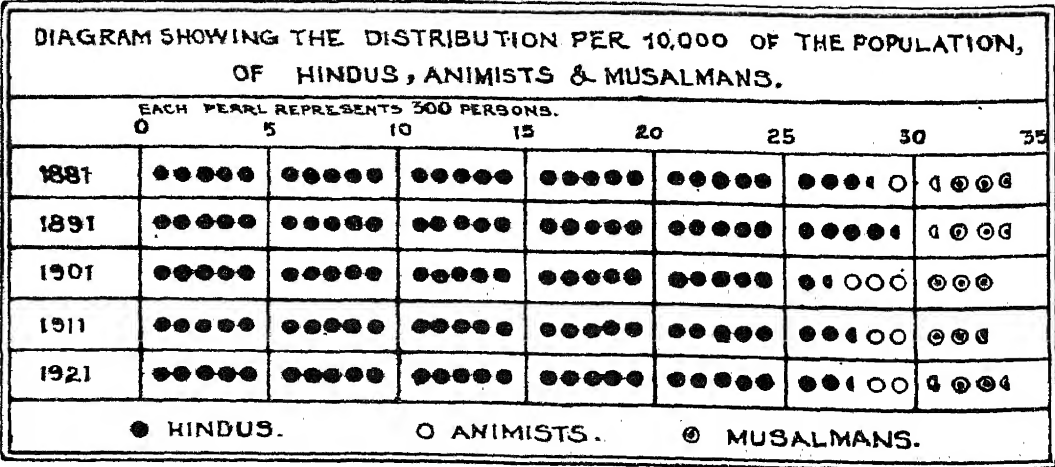 DIAGRAM SHOWING THE DISTRIBUTION PER 10,000 OF THE POPULATION,
OF HINDUS, ANIMISTS & MUSALMANS.
EACH PEARL REPRESENTS 300 PERSONS.
0 5 10 15 20 25 30 35
1881
1891
1901
1911
1921
HINDUS. ANIMISTS. MUSALMANS.